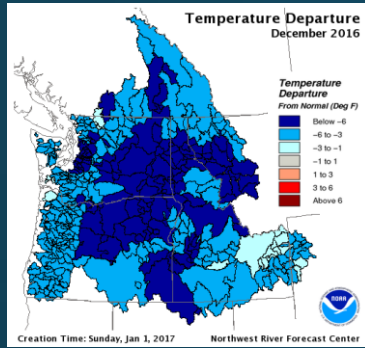 Temperature Departure
December 2016
Temperature
Departure
From Normal (Deg F)
Below -6
-6 to -3
-3 to -1
-1 to 1
1 to 3
3 to 6
Above 6
NOAA
Creation Time: Sunday, Jan 1, 2017
Northwest River Forecast Center